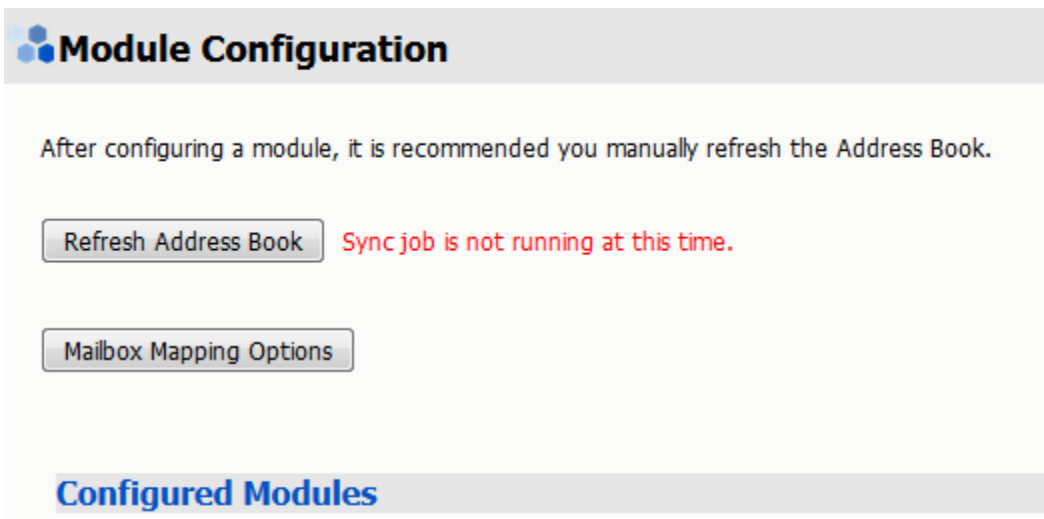 Module Configuration
After configuring a module, it is recommended you manually refresh the Address Book.
Refresh Address Book Sync job is not running at this time.
Mailbox Mapping Options
Configured Modules